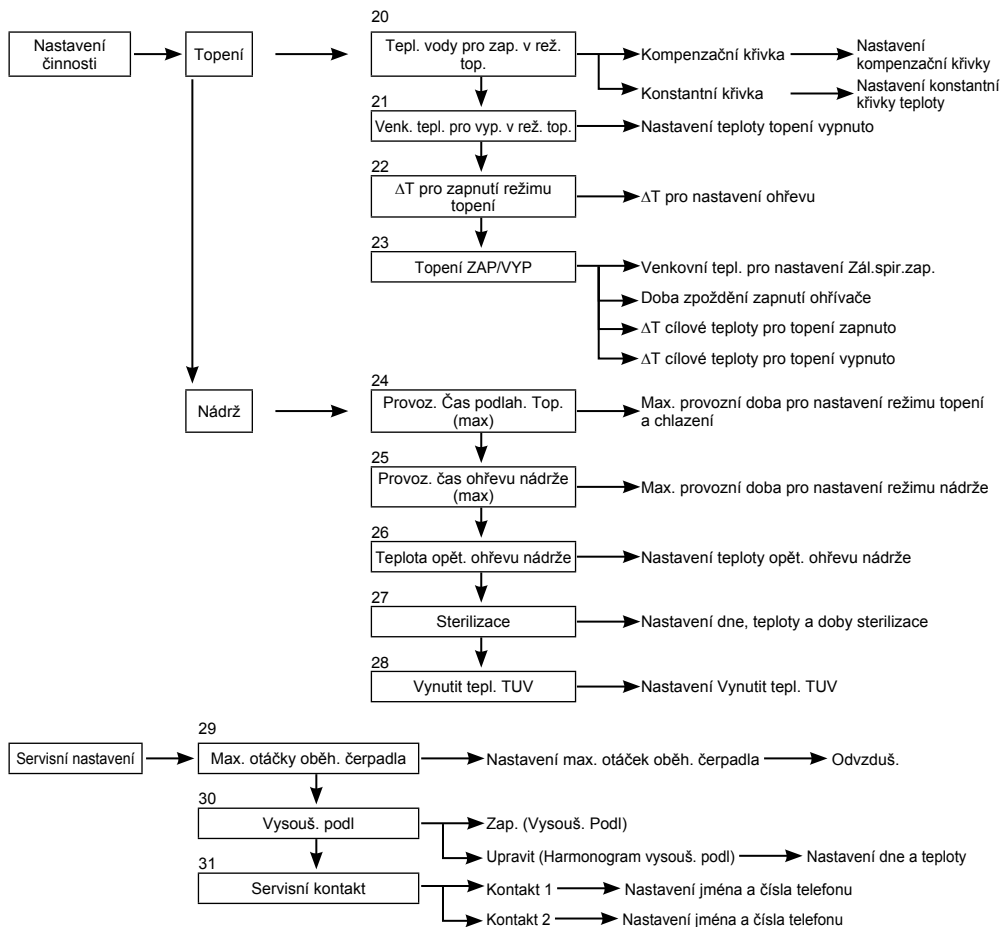 20
Nastavení
činnosti
Topení
Tepl. vody pro zap. v rež.
top.
Kompenzační křivka
Nastavení
kompenzační křivky
Konstantní křivka
Nastavení konstantní
křivky teploty
21
Venk. tepl. pro vyp. v rež. top.
Nastavení teploty topení vypnuto
22
ΔT pro zapnutí režimu
topení
ΔT pro nastavení ohřevu
23
Topení ZAP/VYP
Venkovní tepl. pro nastavení Zál.spir.zap.
Doba zpoždění zapnutí ohřívače
ΔT cílové teploty pro topení zapnuto
ΔT cílové teploty pro topení vypnuto
24
Nádrž
Provoz. Čas podlah. Top.
(max)
Max. provozní doba pro nastavení režimu topení
a chlazení
25
Provoz. čas ohřevu nádrže
(max)
Max. provozní doba pro nastavení režimu nádrže
26
Teplota opět. ohřevu nádrže
Nastavení teploty opět. ohřevu nádrže
27
Sterilizace
Nastavení dne, teploty a doby sterilizace
28
Vynutit tepl. TUV
Nastavení Vynutit tepl. TUV
29
Servisní nastavení
Max. otáčky oběh. čerpadla
Nastavení max. otáček oběh. čerpadla
Odvzduš.
30
Vysouš. podl
Zap. (Vysouš. Podl)
Upravit (Harmonogram vysouš. podl)
Nastavení dne a teploty
31
Servisní kontakt
Kontakt 1
Nastavení jména a čísla telefonu
Kontakt 2
Nastavení jména a čísla telefonu